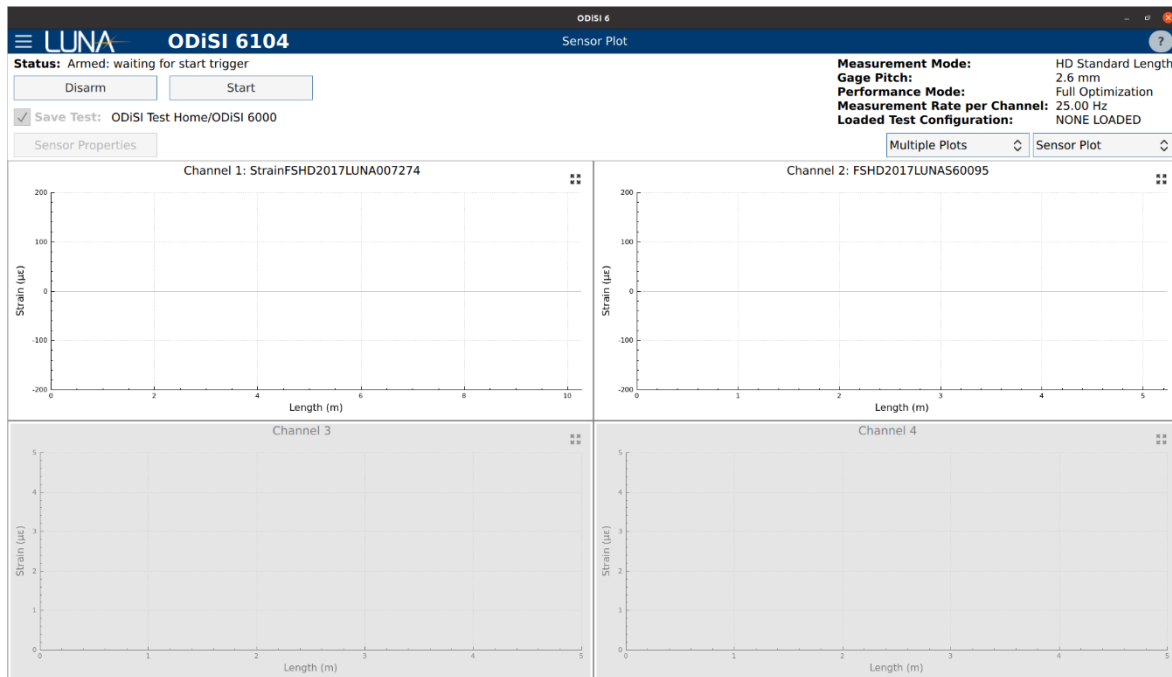 ODiSI 6
LUNA ODiSI 6104 Sensor Plot ?
Status: Armed: waiting for start trigger
Disarm Start
Save Test: ODiSI Test Home/ODiSI 6000
Sensor Properties
Measurement Mode: HD Standard Length
Gage Pitch: 2.6 mm
Performance Mode: Full Optimization
Measurement Rate per Channel: 25.00 Hz
Loaded Test Configuration: NONE LOADED
Multiple Plots Sensor Plot
Channel 1: StrainFSHD2017LUNA007274
200
100
0
-100
-200
Strain (με)
0 2 4 6 8 10
Length (m)
Channel 2: FSHD2017LUNAS60095
200
100
0
-100
-200
Strain (με)
0 1 2 3 4 5
Length (m)
Channel 3
5
4
3
2
1
0
Strain (με)
0 1 2 3 4 5
Length (m)
Channel 4
5
4
3
2
1
0
Strain (με)
0 1 2 3 4 5
Length (m)